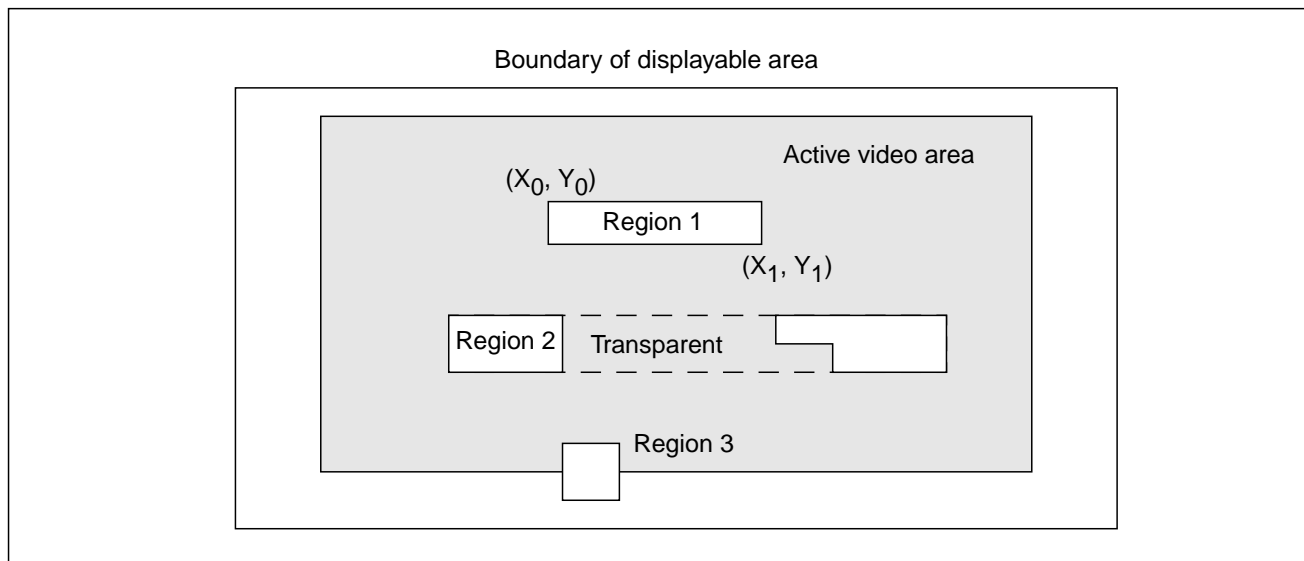 Boundary of displayable area
Active video area
(X0, Y0)
Region 1
(X1, Y1)
Region 2
Transparent
Region 3